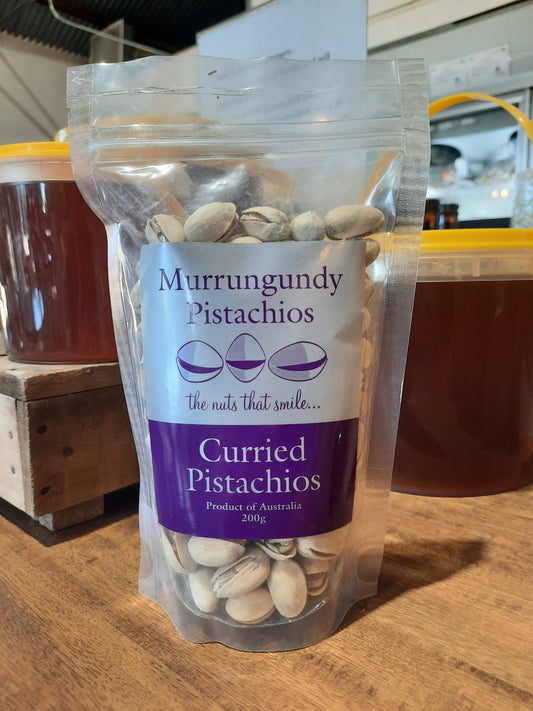 Murrungundy
Pistachios
the nuts that smile...
Curried
Pistachios
Product of Australia
200g